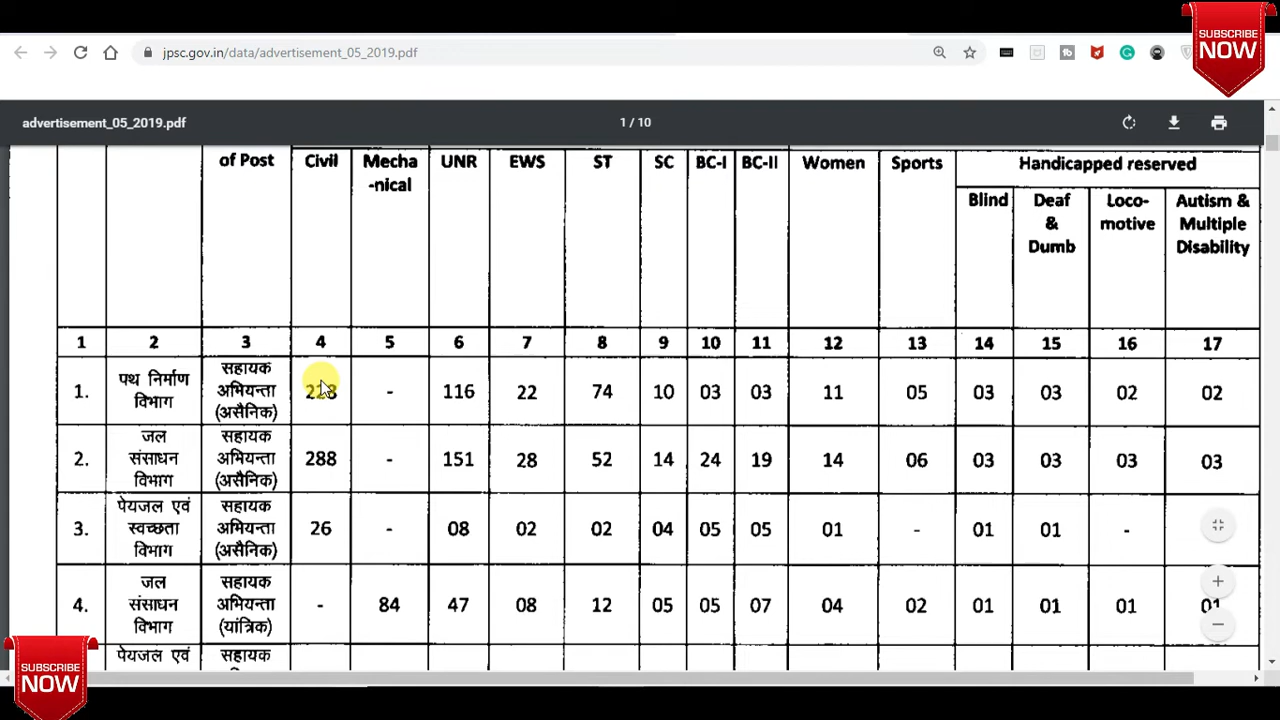 SUBSCRIBE
NOW
jpsc.gov.in/data/advertisement_05_2019.pdf
advertisement_05_2019.pdf 1 / 10
of Post Civil Mecha UNR EWS ST SC BC-I BC-II Women Sports Handicapped reserved
-nical
Blind Deaf Loco- Autism &
& motive Multiple
Dumb Disability
1 2 3 4 5 6 7 8 9 10 11 12 13 14 15 16 17
सहायक
1. पथ निर्माण अभियन्ता - 116 22 74 10 03 03 11 05 03 03 02 02
विभाग (असैनिक)
जल सहायक
2. संसाधन अभियन्ता 288 - 151 28 52 14 24 19 14 06 03 03 03 03
विभाग (असैनिक)
पेयजल एवं सहायक
3. स्वच्छता अभियन्ता 26 - 08 02 02 04 05 05 01 - 01 01 -
विभाग (असैनिक)
जल सहायक
4. संसाधन अभियन्ता - 84 47 08 12 05 05 07 04 02 01 01 01 01
विभाग (यांत्रिक)
पेयजल एवं सहायक
SUBSCRIBE
NOW